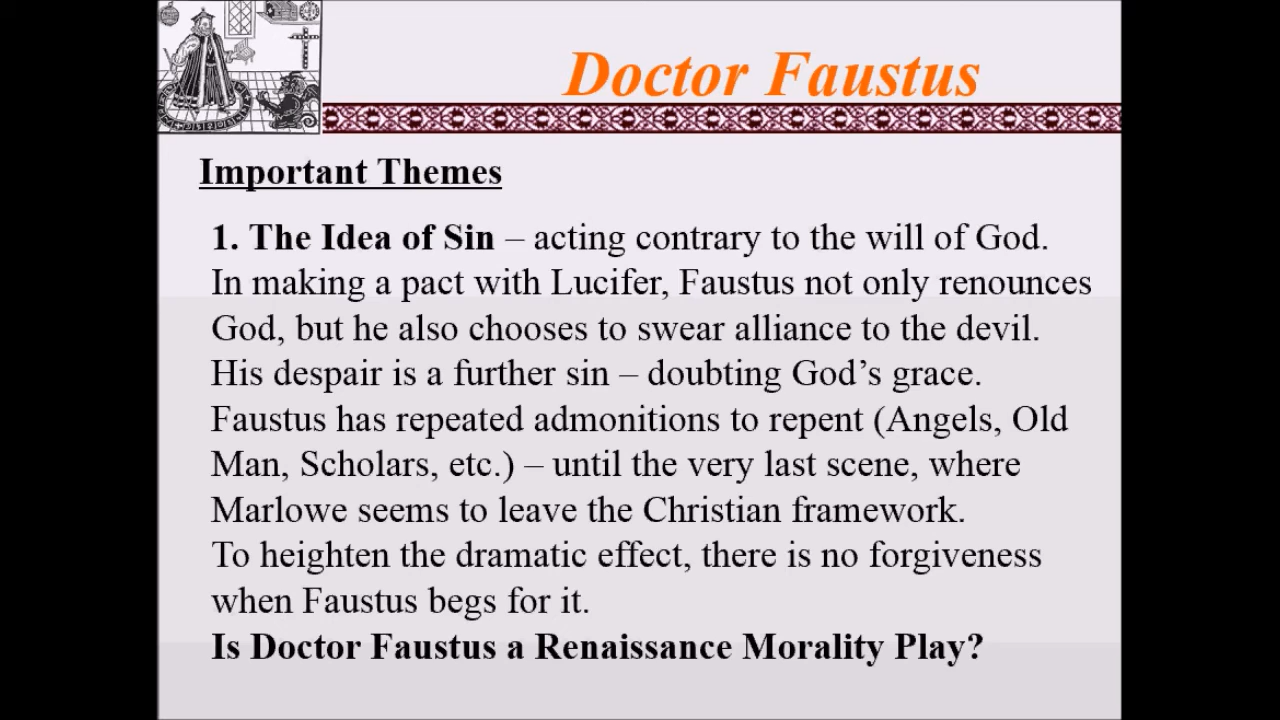 Doctor Faustus
Important Themes
1. The Idea of Sin – acting contrary to the will of God.
In making a pact with Lucifer, Faustus not only renounces
God, but he also chooses to swear alliance to the devil.
His despair is a further sin – doubting God’s grace.
Faustus has repeated admonitions to repent (Angels, Old
Man, Scholars, etc.) – until the very last scene, where
Marlowe seems to leave the Christian framework.
To heighten the dramatic effect, there is no forgiveness
when Faustus begs for it.
Is Doctor Faustus a Renaissance Morality Play?